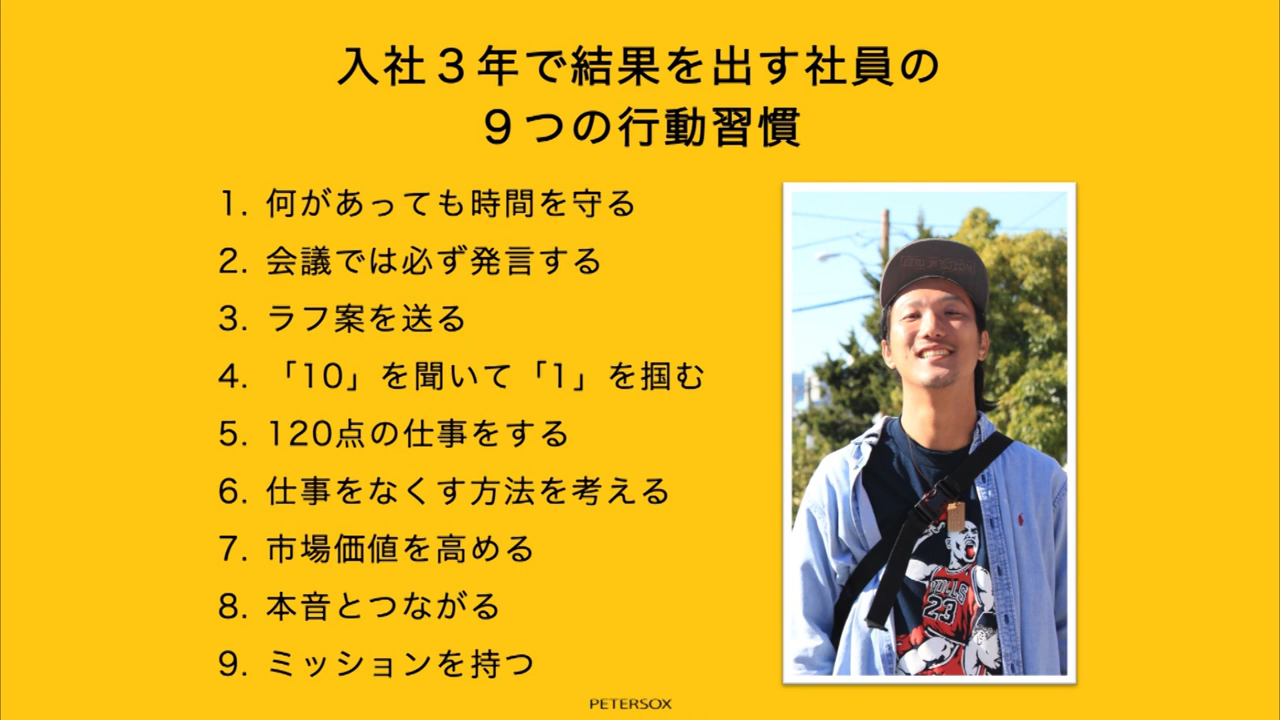 入社３年で結果を出す社員の
９つの行動習慣
1. 何があっても時間を守る
2. 会議では必ず発言する
3. ラフ案を送る
4. 「10」を聞いて「1」を掴む
5. 120点の仕事をする
6. 仕事をなくす方法を考える
7. 市場価値を高める
8. 本音とつながる
9. ミッションを持つ
23
PETERSOX